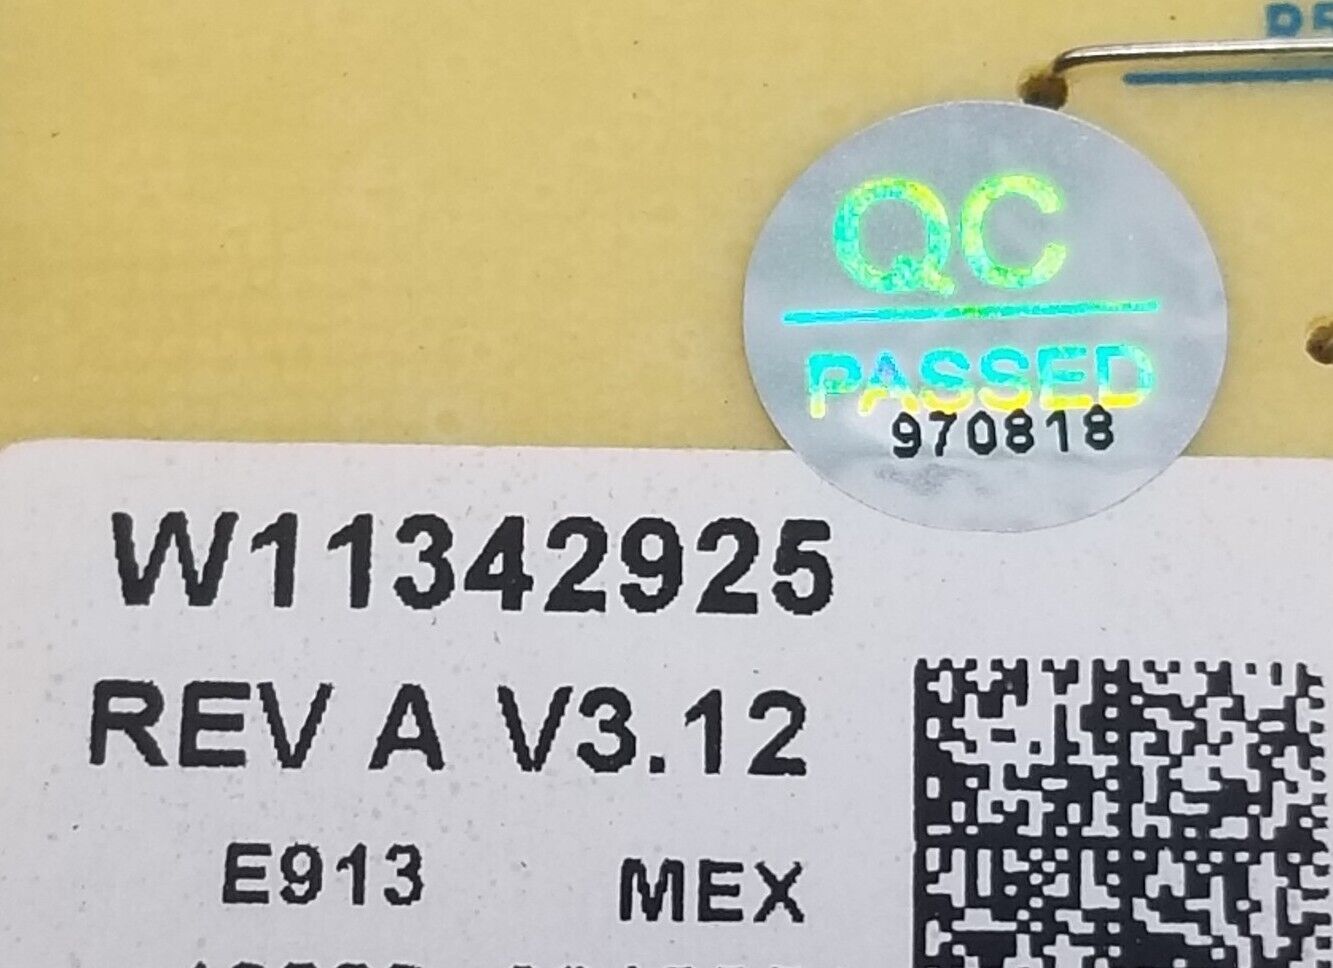 QC
PASSED
970818
W11342925
REV A V3.12
E913 MEX